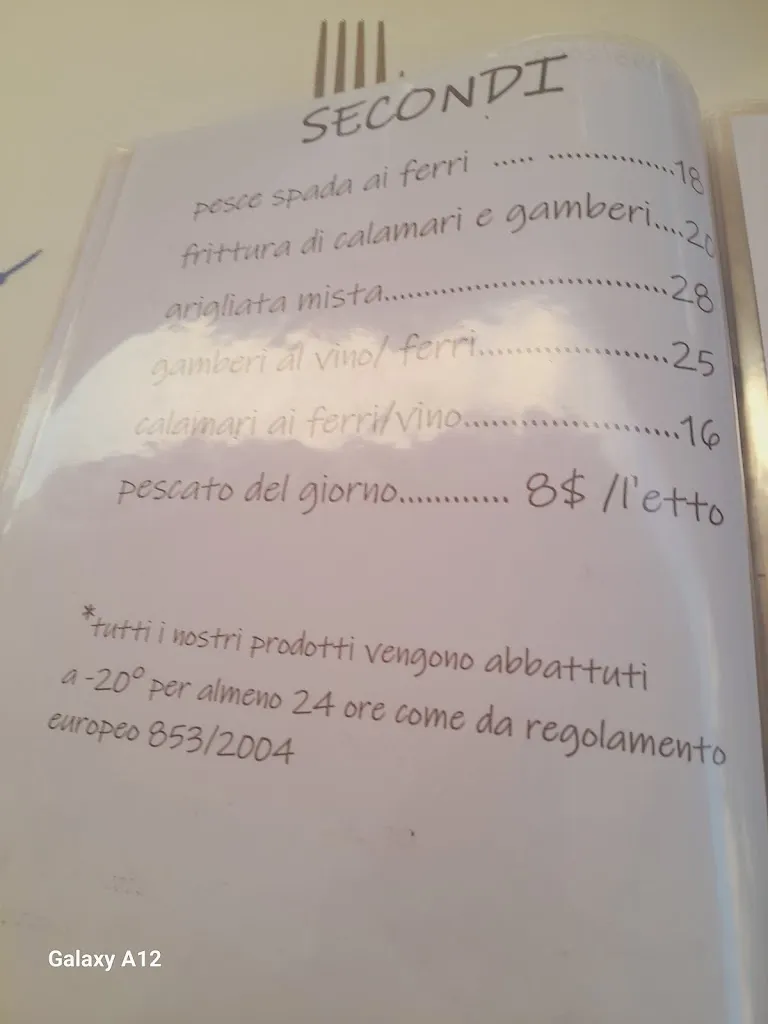 SECONDI
pesce spada ai ferri ..... ................18
frittura di calamari e gamberi....20
grigliata mista....................................28
gamberi al vino/ ferri.......................25
calamari ai ferri/vino..........................16
pescato del giorno............ 8$ /l'etto
*tutti i nostri prodotti vengono abbattuti
a -20° per almeno 24 ore come da regolamento
europeo 853/2004
Galaxy A12